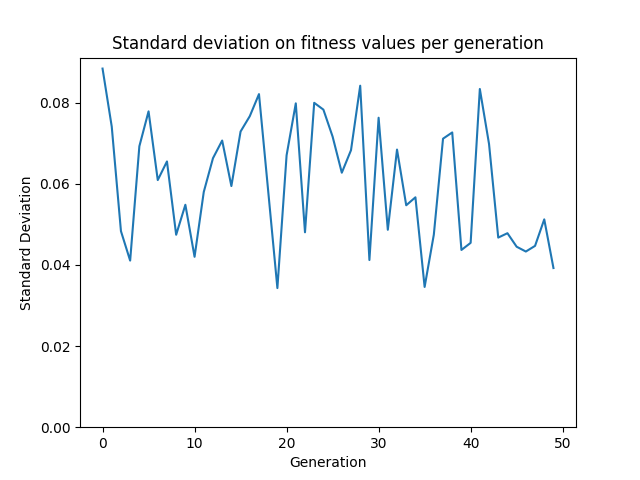 Standard deviation on fitness values per generation
0.08
0.06
0.04
0.02
0.00
Standard Deviation
0 10 20 30 40 50
Generation